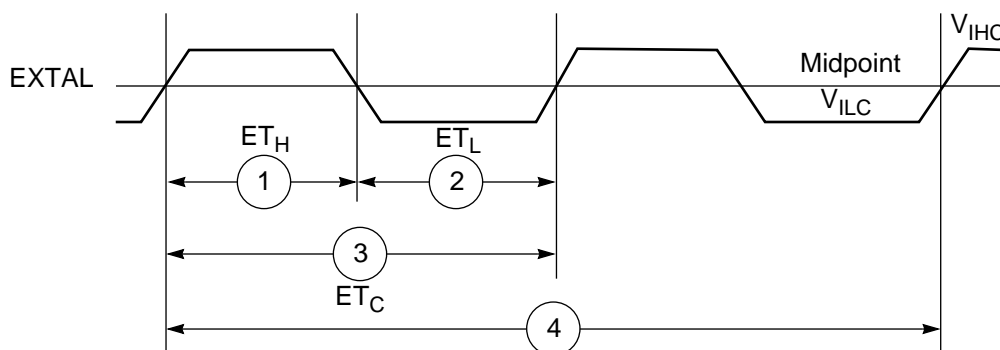 V_IHC
EXTAL
Midpoint
V_ILC
ET_H
ET_L
1
2
3
ET_C
4